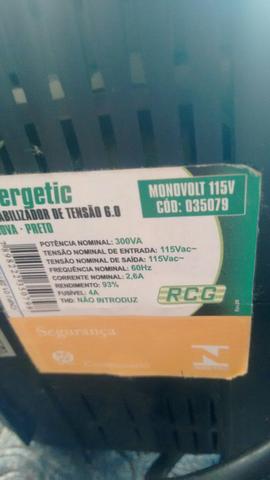 ergetic
ABILIZADOR DE TENSÃO 6.0
OVA - PRETO
MONOVOLT 115V
CÓD: 035079
POTÊNCIA NOMINAL: 300VA
TENSÃO NOMINAL DE ENTRADA: 115Vac~
TENSÃO NOMINAL DE SAÍDA: 115Vac~
FREQUÊNCIA NOMINAL: 60Hz
CORRENTE NOMINAL: 2,6A
RENDIMENTO: 93%
FUSÍVEL: 4A
THD: NÃO INTRODUZ
RCG
Segurança